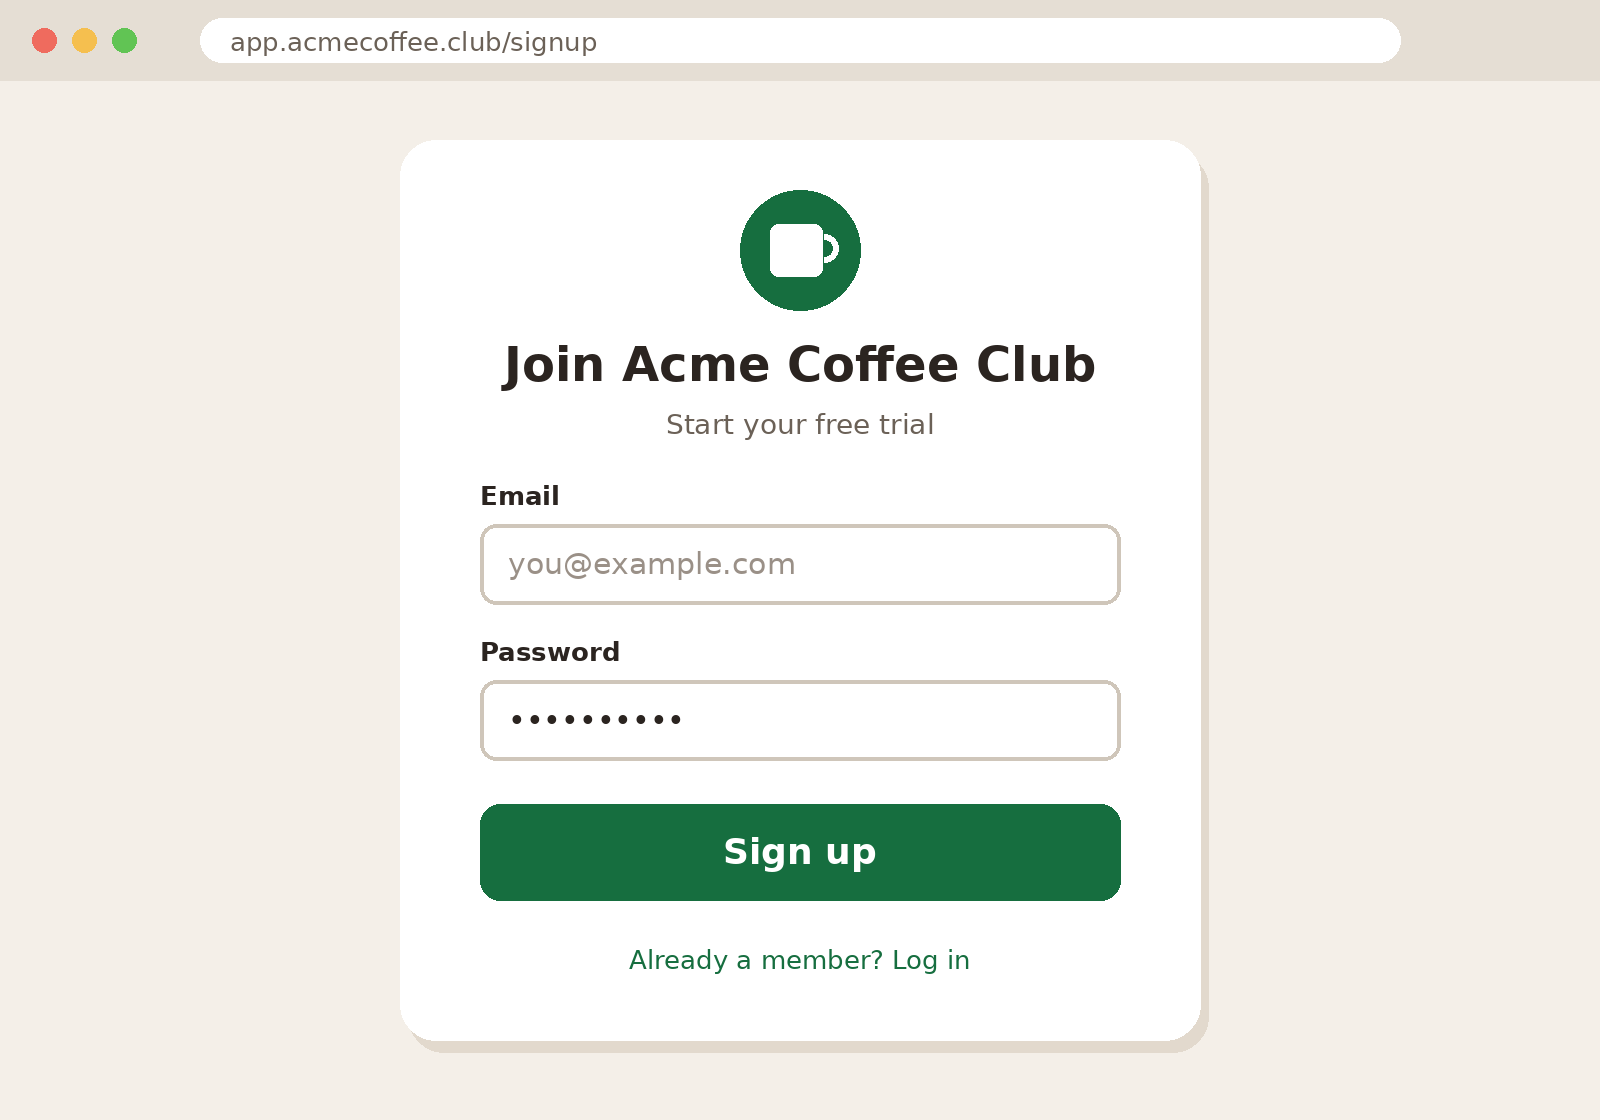 app.acmecoffee.club/signup
Join Acme Coffee Club
Start your free trial
Email
you@example.com
Password
••••••••••
Sign up
Already a member? Log in